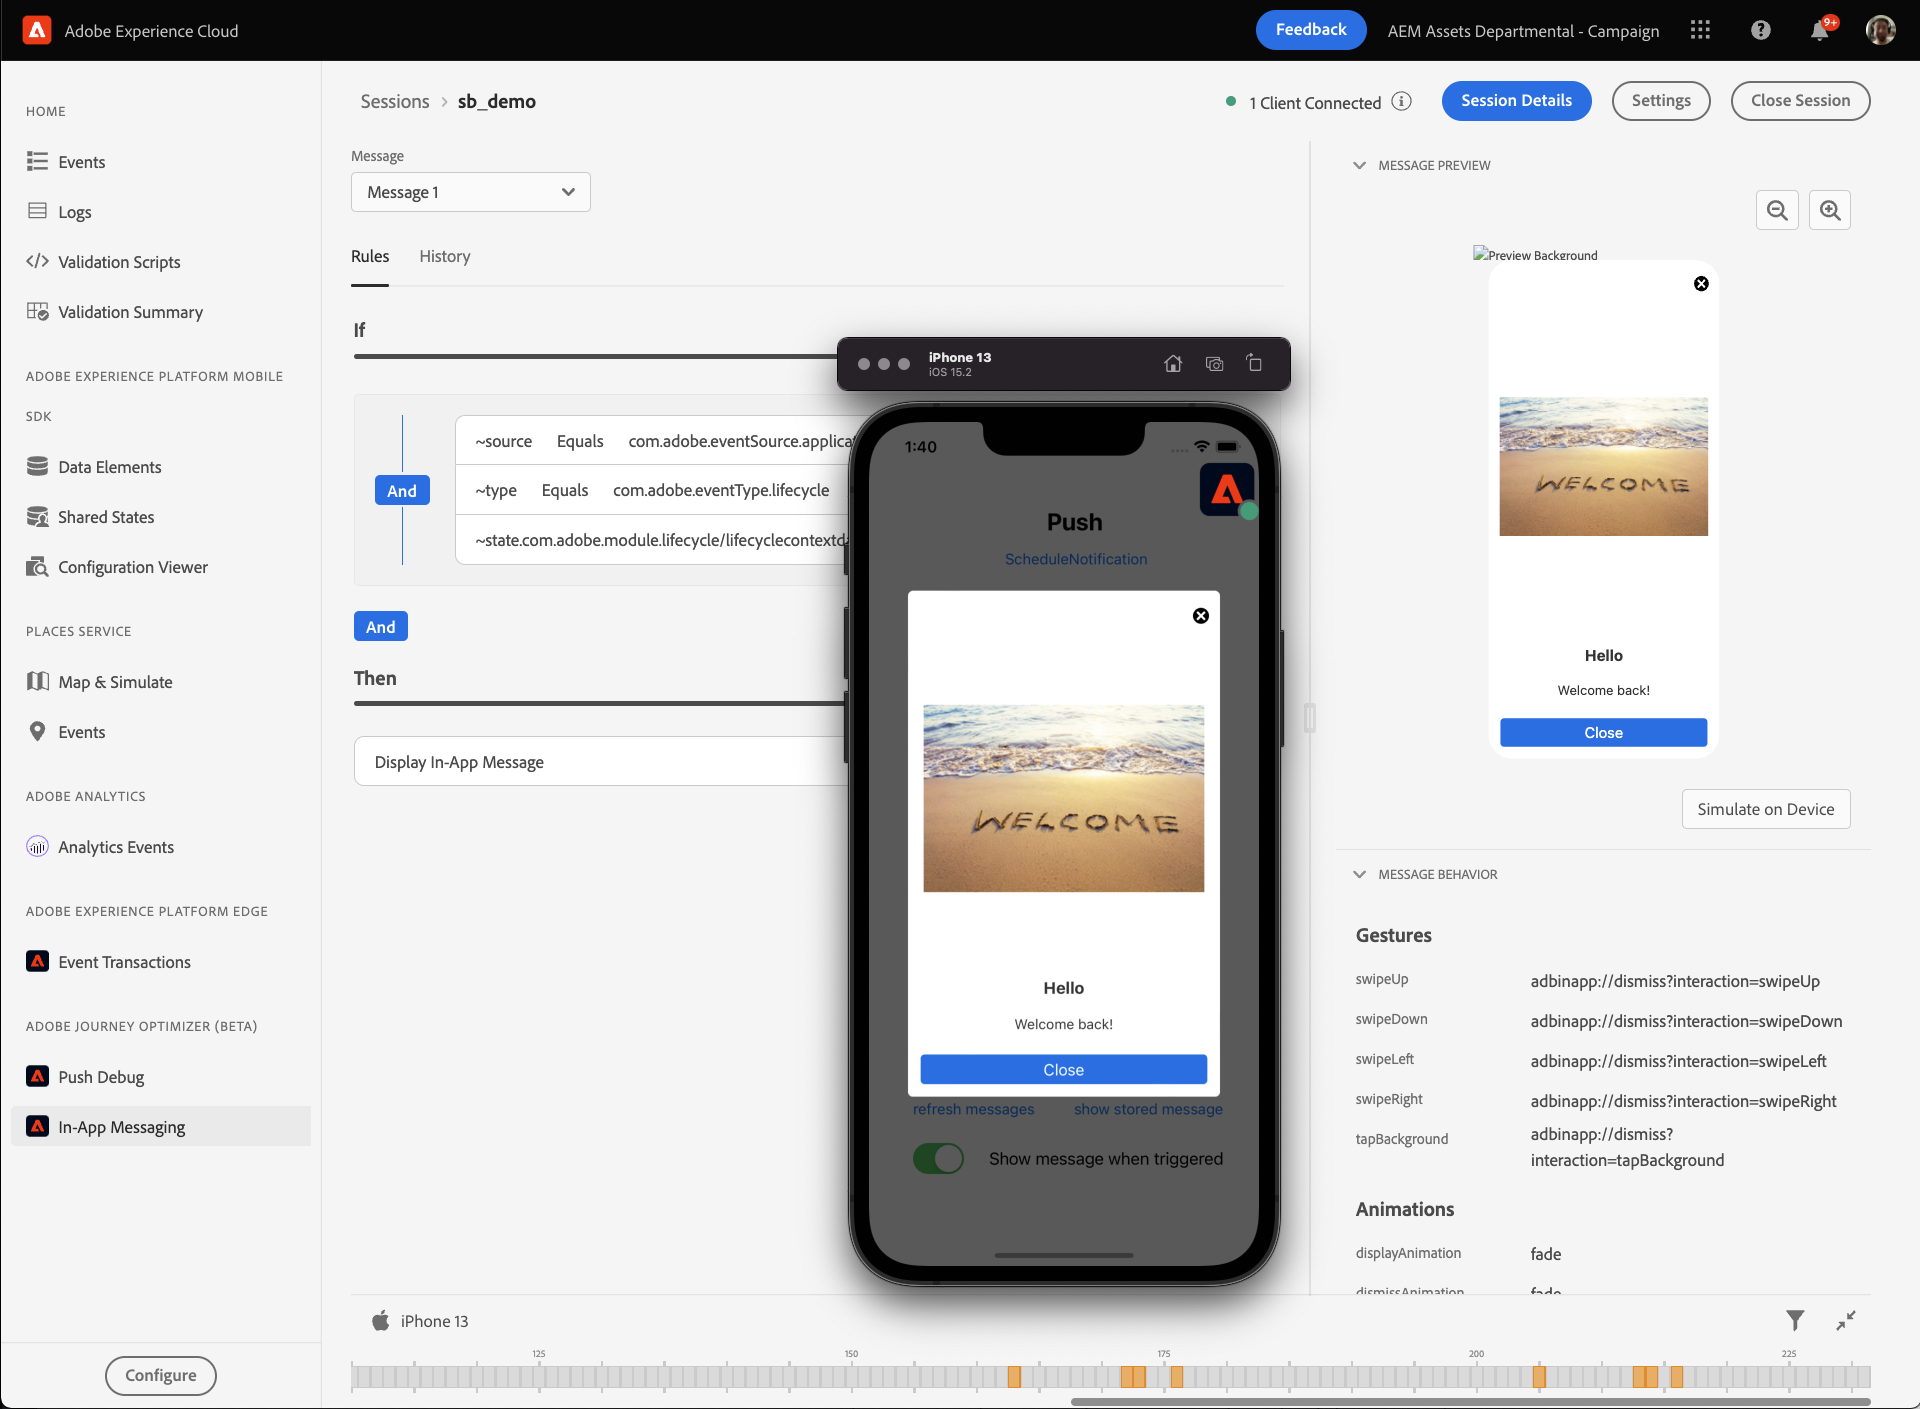 Adobe Experience Cloud
Feedback
AEM Assets Departmental - Campaign
9+
HOME
Events
Logs
Validation Scripts
Validation Summary
ADOBE EXPERIENCE PLATFORM MOBILE
SDK
Data Elements
Shared States
Configuration Viewer
PLACES SERVICE
Map & Simulate
Events
ADOBE ANALYTICS
Analytics Events
ADOBE EXPERIENCE PLATFORM EDGE
Event Transactions
ADOBE JOURNEY OPTIMIZER (BETA)
Push Debug
In-App Messaging
Configure
Sessions > sb_demo
1 Client Connected
Session Details
Settings
Close Session
Message
Message 1
Rules
History
If
~source Equals com.adobe.eventSource.applica
And
~type Equals com.adobe.eventType.lifecycle
~state.com.adobe.module.lifecycle/lifecyclecontextda
And
Then
Display In-App Message
iPhone 13
iOS 15.2
1:40
Push
ScheduleNotification
WELCOME
Hello
Welcome back!
Close
refresh messages
show stored message
Show message when triggered
MESSAGE PREVIEW
Preview Background
WELCOME
Hello
Welcome back!
Close
Simulate on Device
MESSAGE BEHAVIOR
Gestures
swipeUp adbinapp://dismiss?interaction=swipeUp
swipeDown adbinapp://dismiss?interaction=swipeDown
swipeLeft adbinapp://dismiss?interaction=swipeLeft
swipeRight adbinapp://dismiss?interaction=swipeRight
tapBackground adbinapp://dismiss?
interaction=tapBackground
Animations
displayAnimation fade
dismissAnimation fade
iPhone 13
125 150 175 200 225